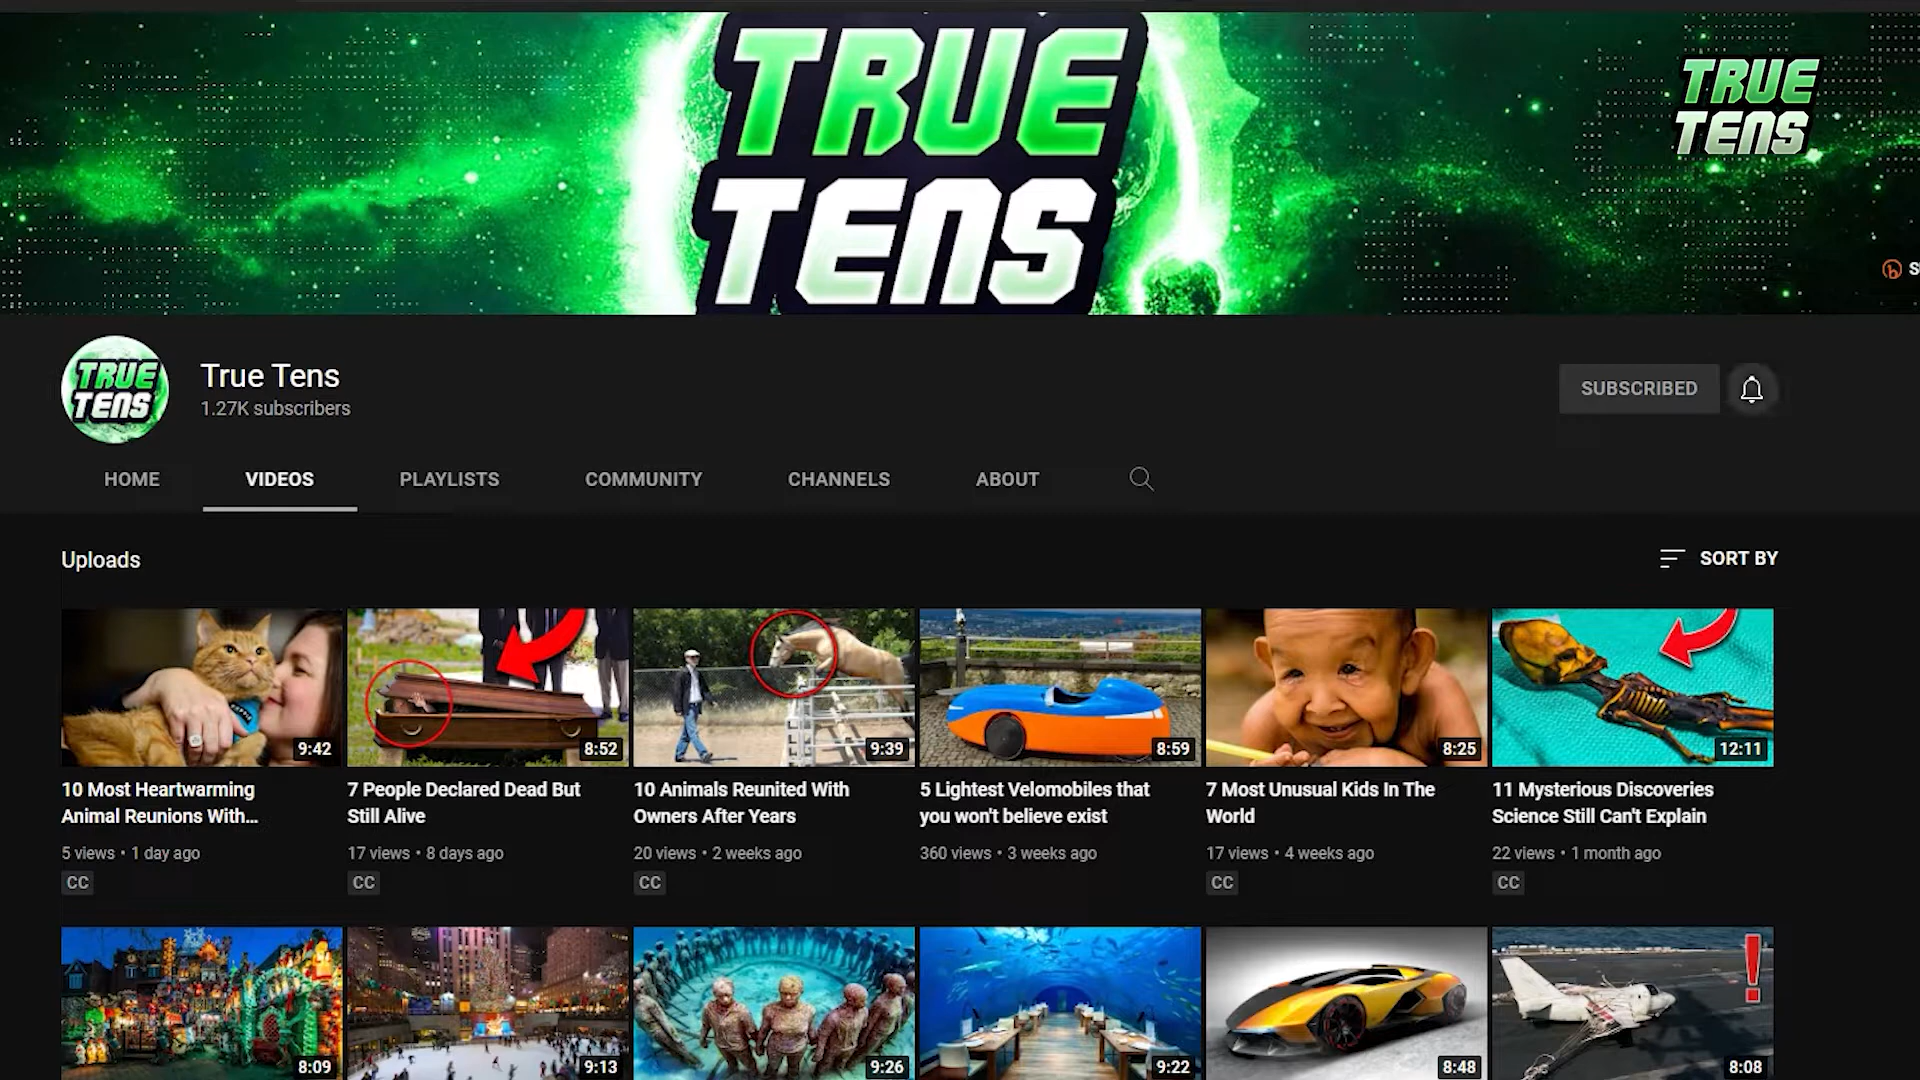 TRUE
TENS
TRUE
TENS
TRUE
TENS
True Tens
1.27K subscribers
SUBSCRIBED
HOME
VIDEOS
PLAYLISTS
COMMUNITY
CHANNELS
ABOUT
Uploads
SORT BY
9:42
8:52
9:39
8:59
8:25
12:11
10 Most Heartwarming
Animal Reunions With...
5 views • 1 day ago
CC
7 People Declared Dead But
Still Alive
17 views • 8 days ago
CC
10 Animals Reunited With
Owners After Years
20 views • 2 weeks ago
CC
5 Lightest Velomobiles that
you won't believe exist
360 views • 3 weeks ago
7 Most Unusual Kids In The
World
17 views • 4 weeks ago
CC
11 Mysterious Discoveries
Science Still Can't Explain
22 views • 1 month ago
CC
8:09
9:13
9:26
9:22
8:48
8:08